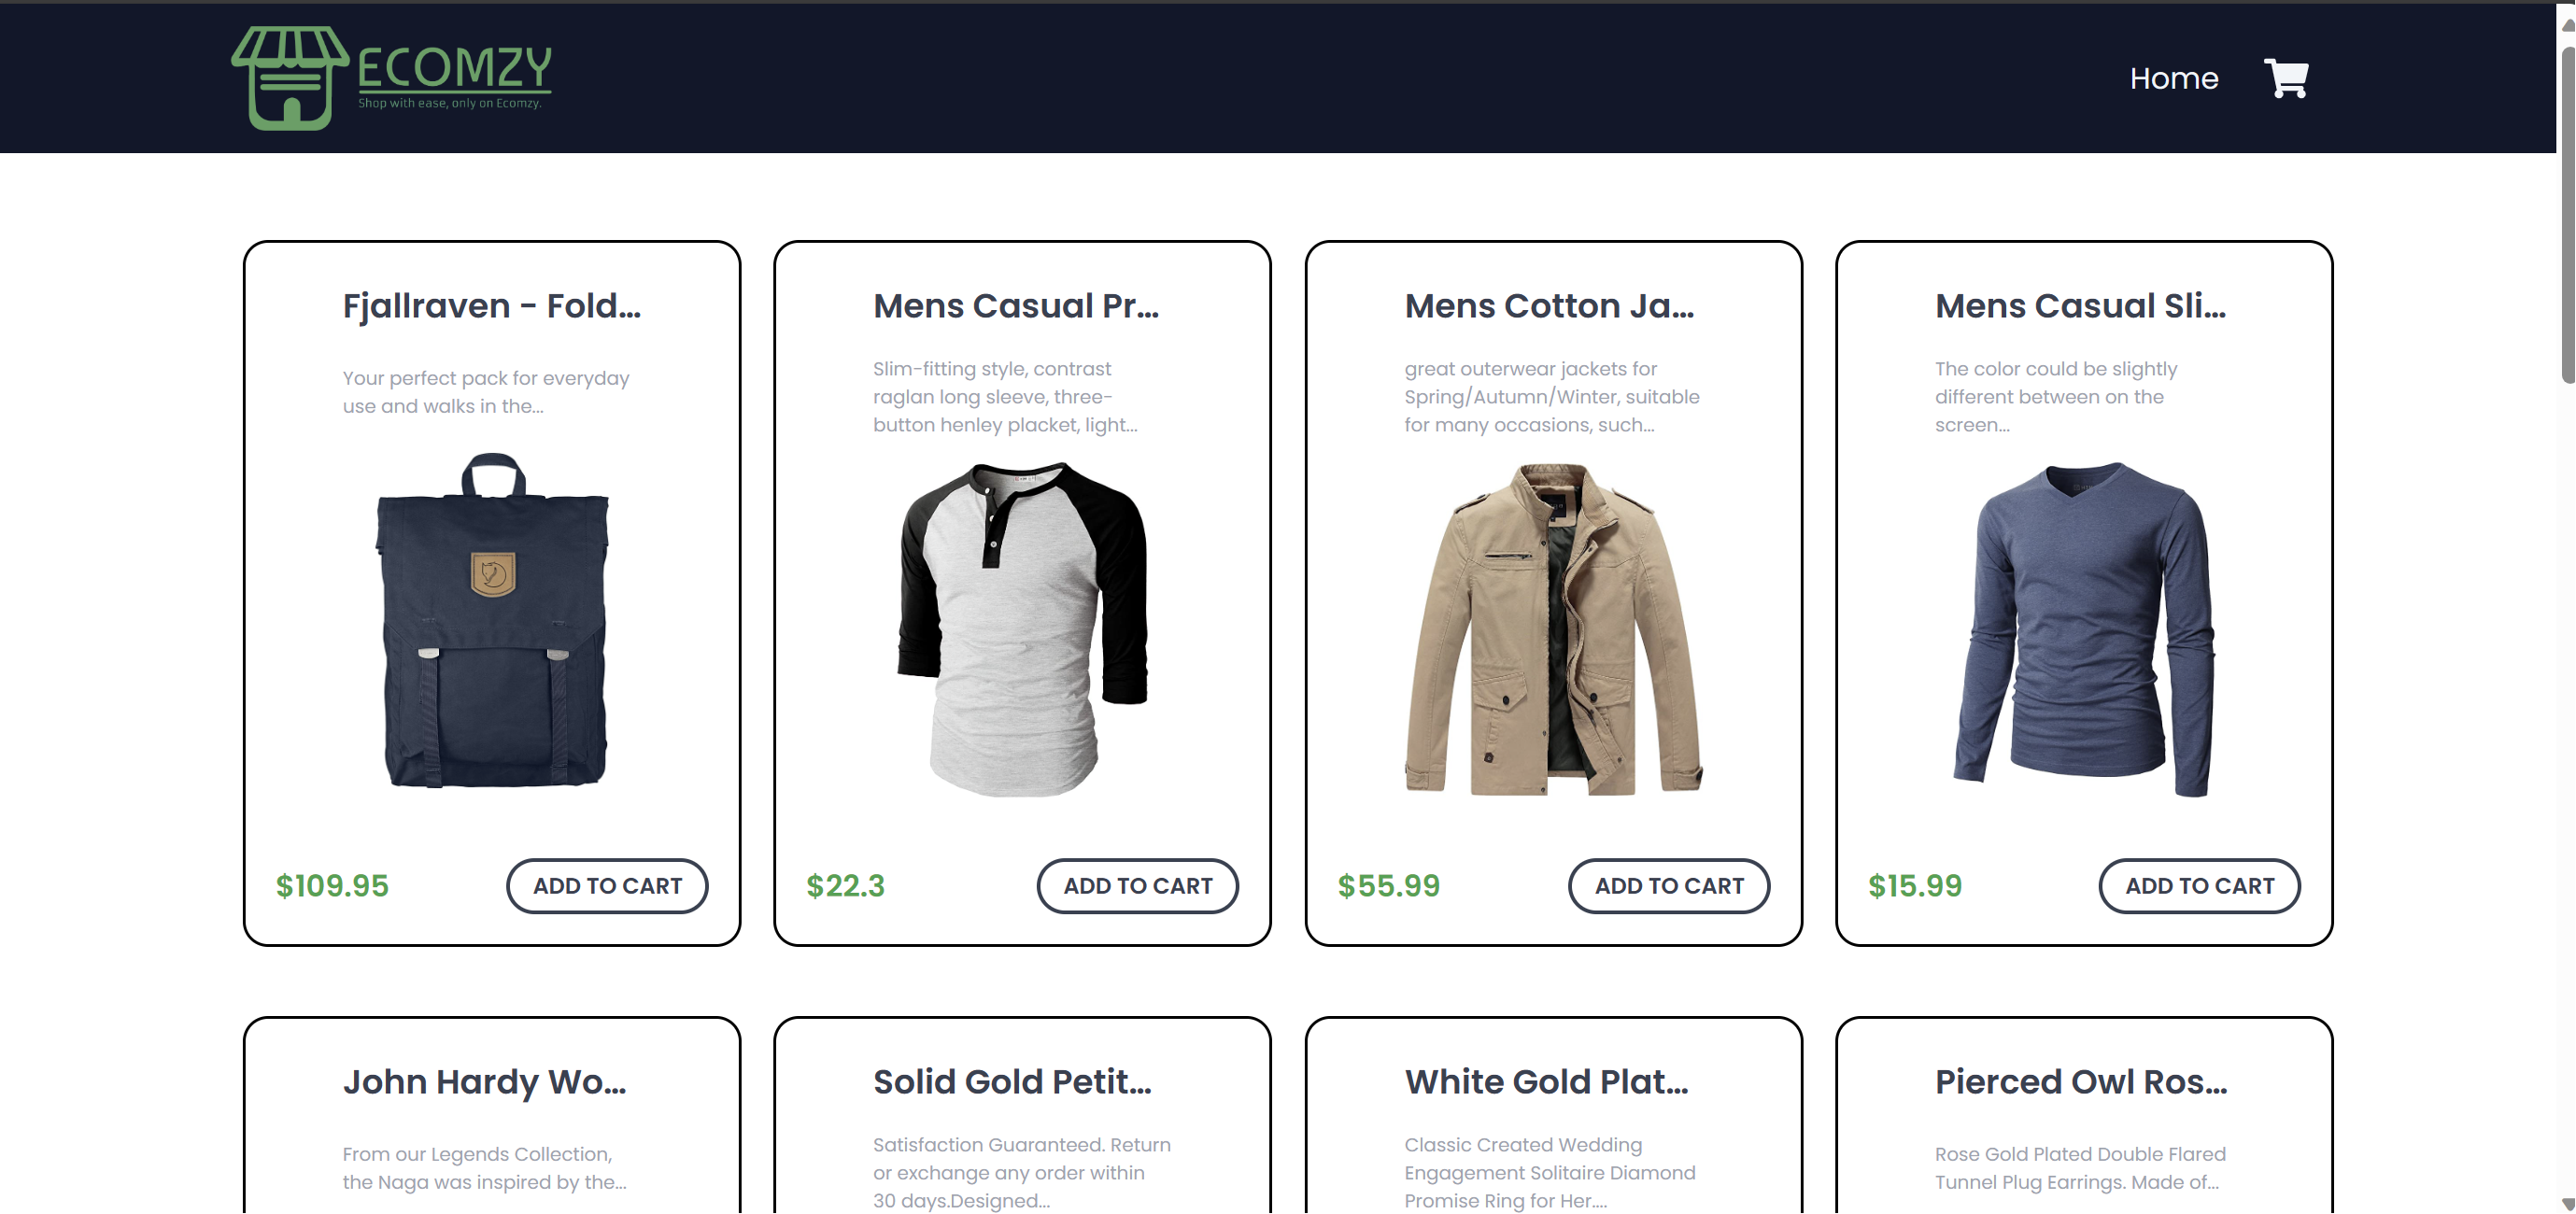 ECOMZY
Shop with ease, only on Ecomzy.
Home
Fjallraven - Fold...
Your perfect pack for everyday
use and walks in the...
$109.95
ADD TO CART
Mens Casual Pr...
Slim-fitting style, contrast
raglan long sleeve, three-
button henley placket, light...
$22.3
ADD TO CART
Mens Cotton Ja...
great outerwear jackets for
Spring/Autumn/Winter, suitable
for many occasions, such...
$55.99
ADD TO CART
Mens Casual Sli...
The color could be slightly
different between on the
screen...
$15.99
ADD TO CART
John Hardy Wo...
From our Legends Collection,
the Naga was inspired by the...
Solid Gold Petit...
Satisfaction Guaranteed. Return
or exchange any order within
30 days.Designed...
White Gold Plat...
Classic Created Wedding
Engagement Solitaire Diamond
Promise Ring for Her....
Pierced Owl Ros...
Rose Gold Plated Double Flared
Tunnel Plug Earrings. Made of...